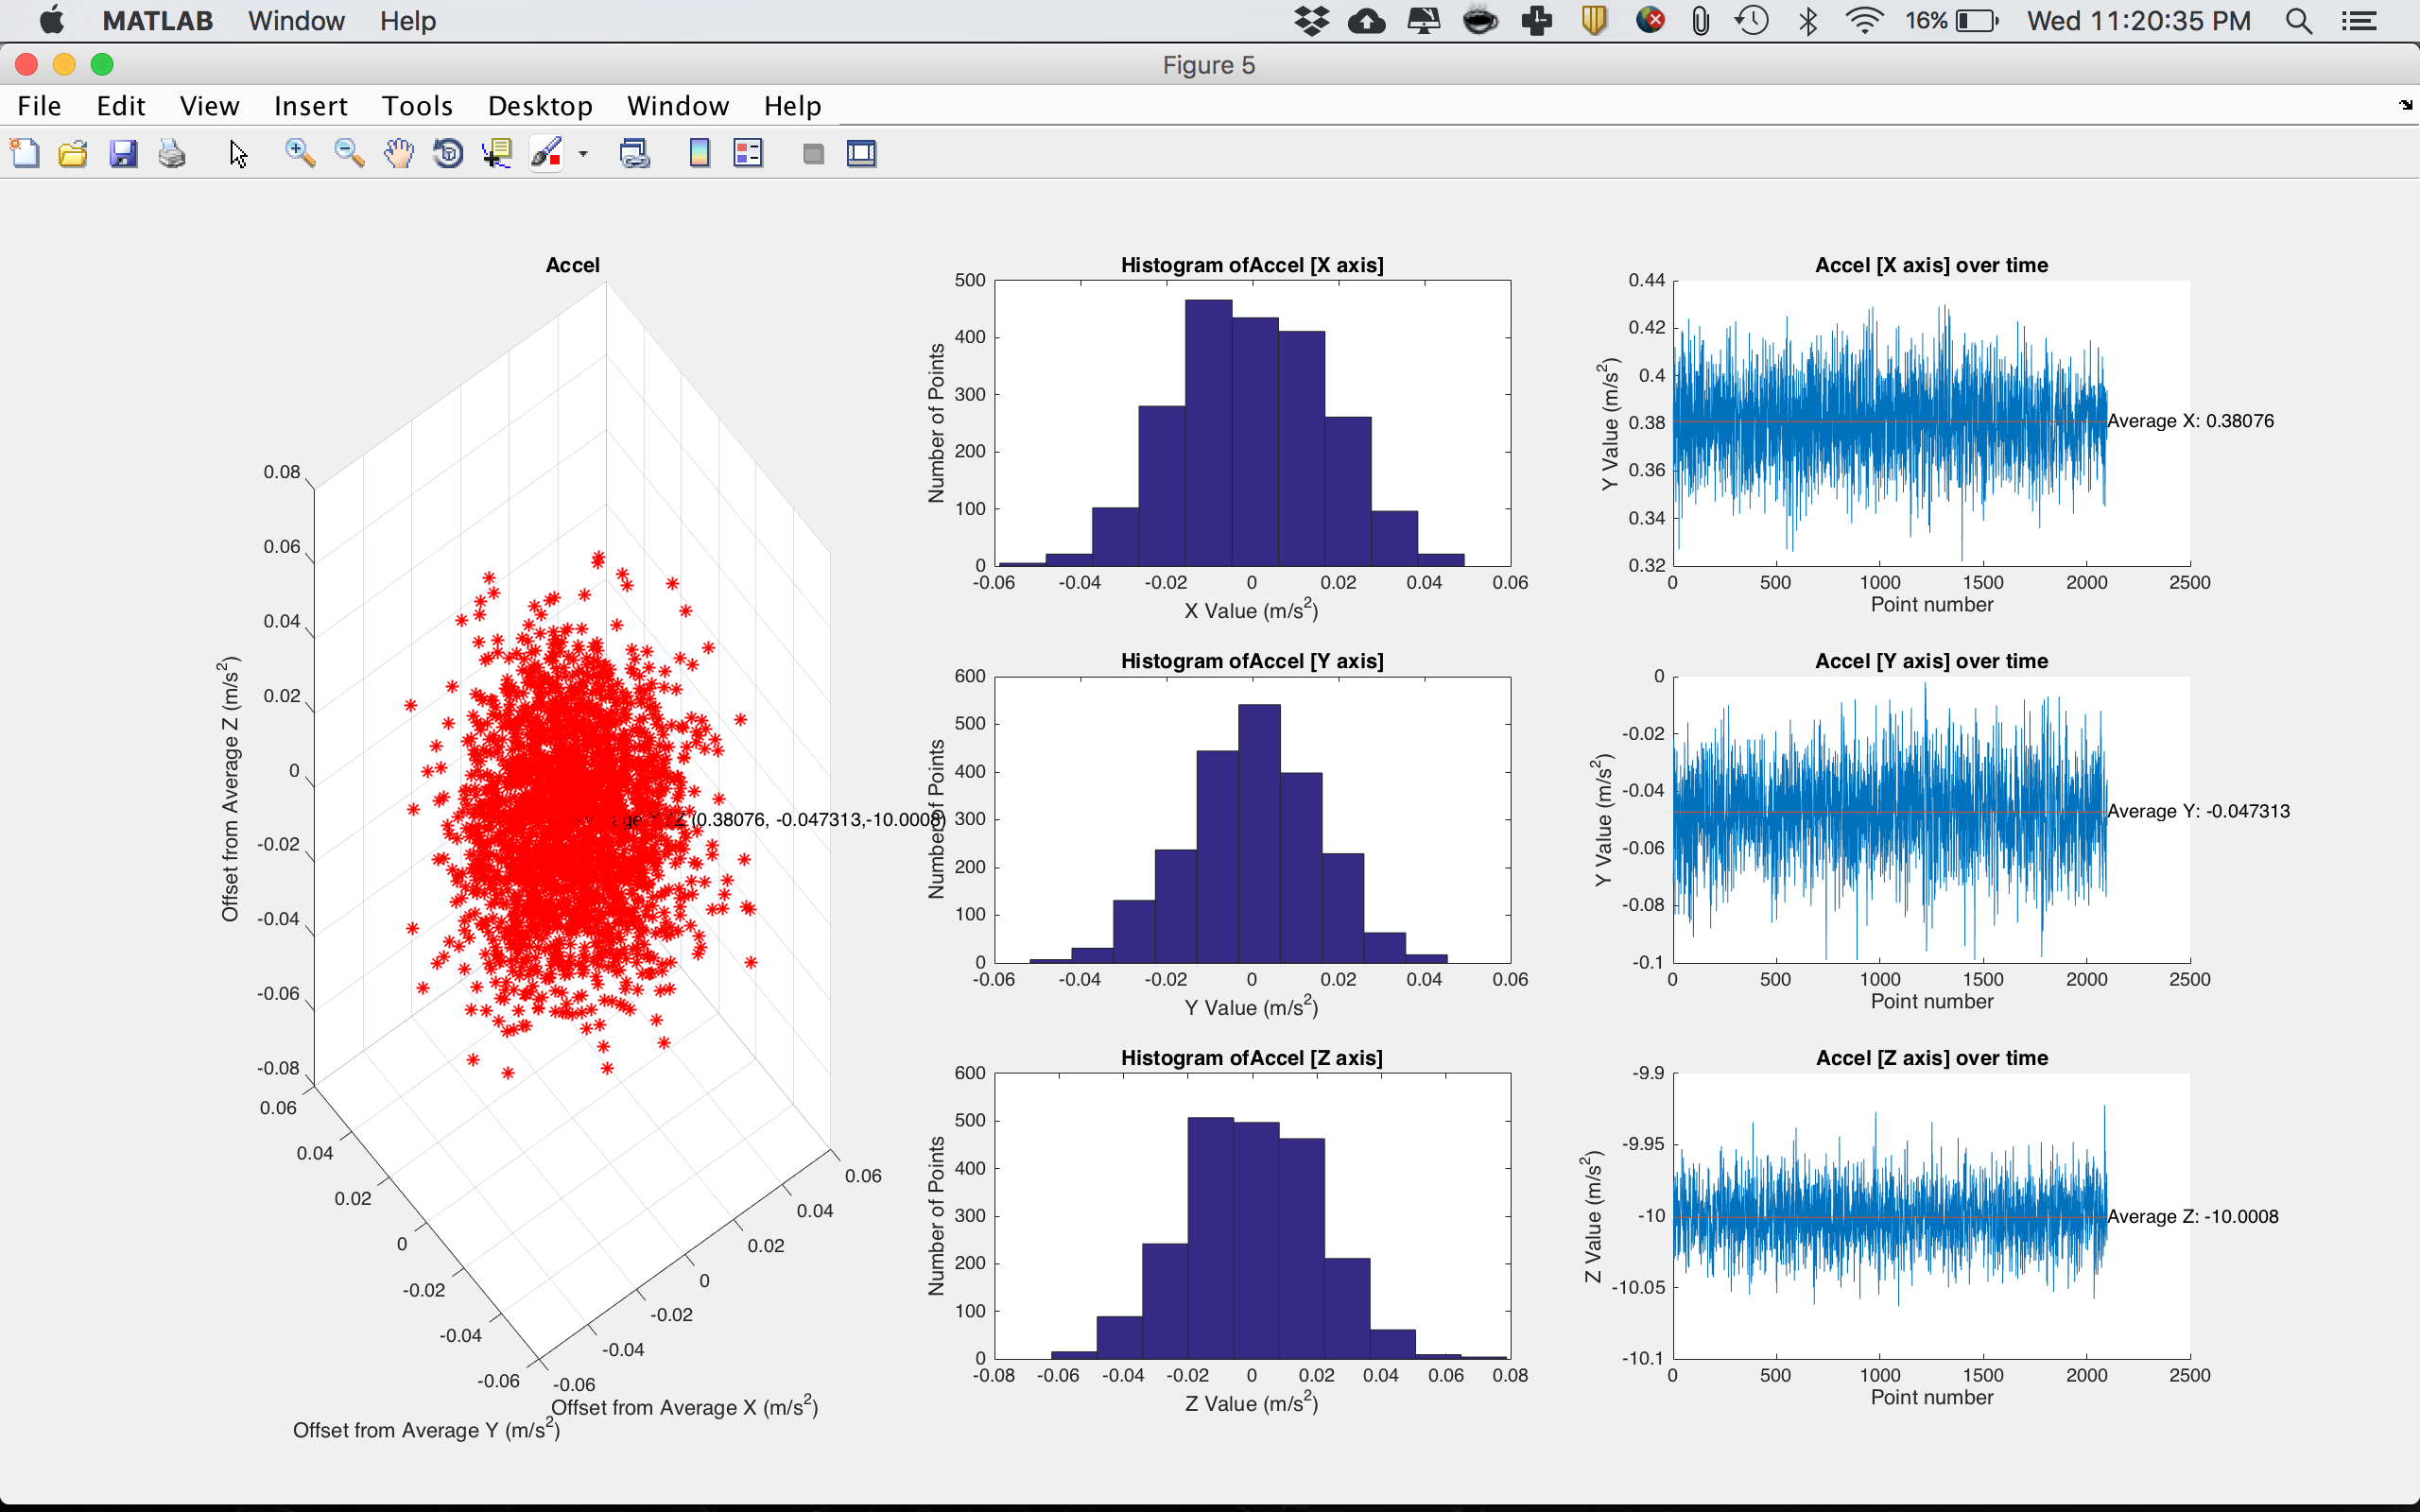 MATLAB Window Help 16% Wed 11:20:35 PM
Figure 5
File Edit View Insert Tools Desktop Window Help
Accel
0.08
0.06
0.04
0.02
0
-0.02
-0.04
-0.06
-0.08
Offset from Average Z (m/s²)
(0.38076, -0.047313,-10.0008)
0.06
0.04
0.02
0
-0.02
-0.04
-0.06
Offset from Average Y (m/s²)
-0.06
-0.04
-0.02
0
0.02
0.04
0.06
Offset from Average X (m/s²)
Histogram ofAccel [X axis]
500
400
300
200
100
0
Number of Points
-0.06 -0.04 -0.02 0 0.02 0.04 0.06
X Value (m/s²)
Histogram ofAccel [Y axis]
600
500
400
300
200
100
0
Number of Points
-0.06 -0.04 -0.02 0 0.02 0.04 0.06
Y Value (m/s²)
Histogram ofAccel [Z axis]
600
500
400
300
200
100
0
Number of Points
-0.08 -0.06 -0.04 -0.02 0 0.02 0.04 0.06 0.08
Z Value (m/s²)
Accel [X axis] over time
0.44
0.42
0.4
0.38
0.36
0.34
0.32
Y Value (m/s²)
Average X: 0.38076
0 500 1000 1500 2000 2500
Point number
Accel [Y axis] over time
0
-0.02
-0.04
-0.06
-0.08
-0.1
Y Value (m/s²)
Average Y: -0.047313
0 500 1000 1500 2000 2500
Point number
Accel [Z axis] over time
-9.9
-9.95
-10
-10.05
-10.1
Z Value (m/s²)
Average Z: -10.0008
0 500 1000 1500 2000 2500
Point number